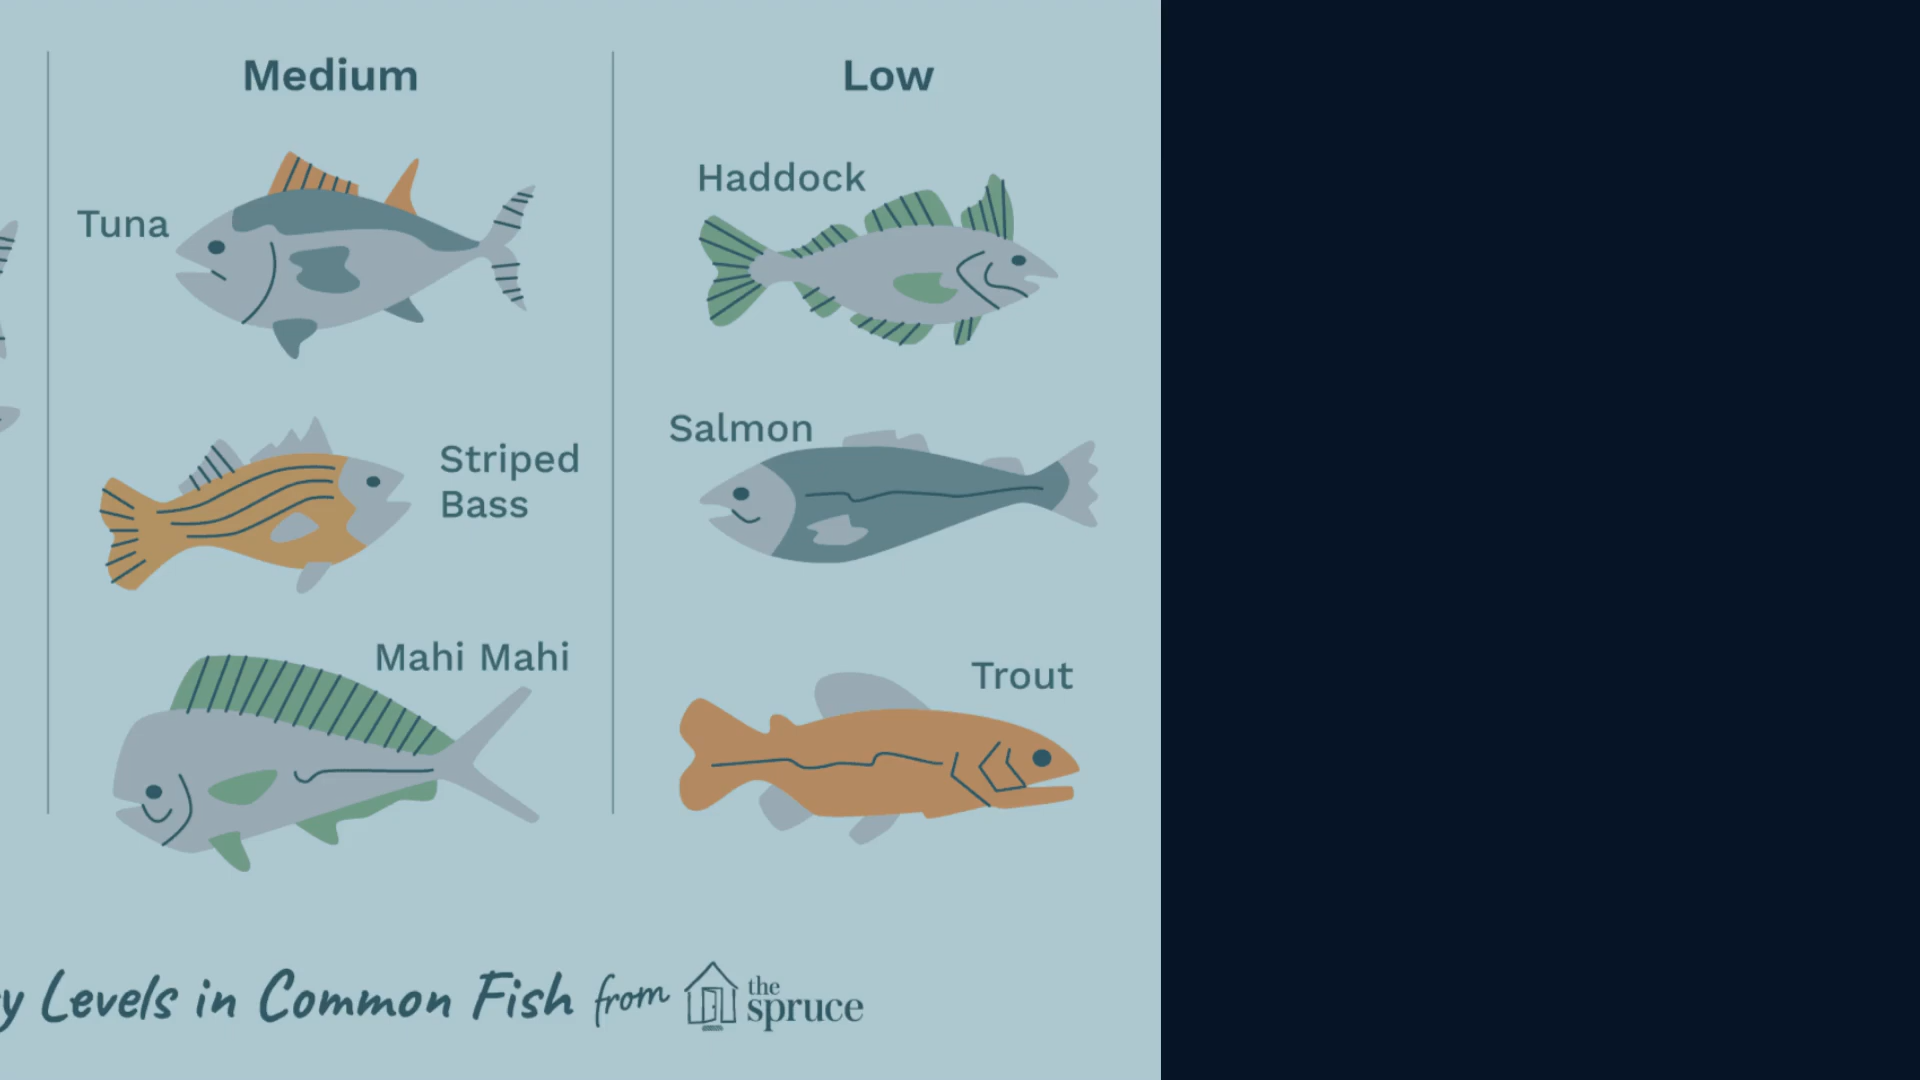 Medium
Tuna
Striped
Bass
Mahi Mahi
Low
Haddock
Salmon
Trout
y Levels in Common Fish from the spruce